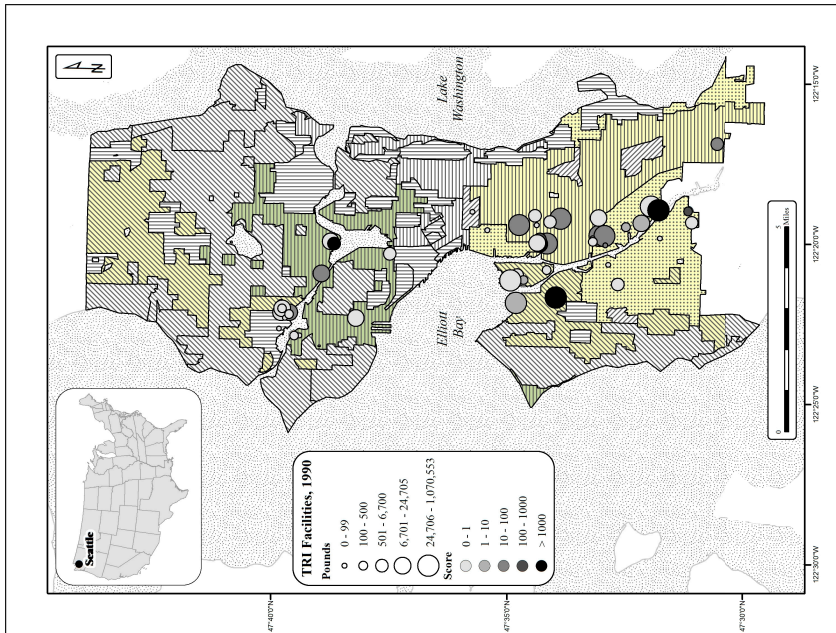 N
Seattle
Lake
Washington
Elliott
Bay
TRI Facilities, 1990
Pounds
0 - 99
100 - 500
501 - 6,700
6,701 - 24,705
24,706 - 1,070,553
Score
0 - 1
1 - 10
10 - 100
100 - 1000
> 1000
0 5
Miles
47°40'0"N
47°35'0"N
47°30'0"N
122°30'0"W
122°25'0"W
122°20'0"W
122°15'0"W